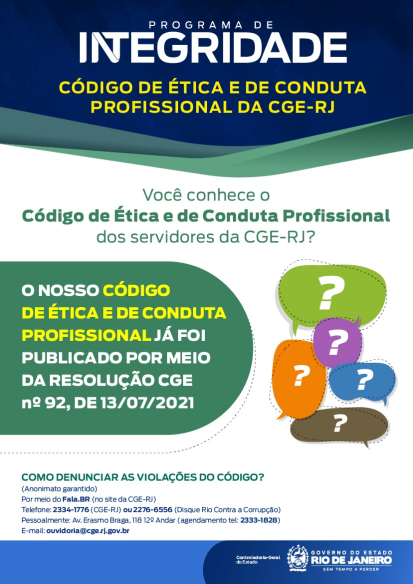 PROGRAMA DE
INTEGRIDADE
CÓDIGO DE ÉTICA E DE CONDUTA
PROFISSIONAL DA CGE-RJ
Você conhece o
Código de Ética e de Conduta Profissional
dos servidores da CGE-RJ?
O NOSSO CÓDIGO
DE ÉTICA E DE CONDUTA
PROFISSIONAL JÁ FOI
PUBLICADO POR MEIO
DA RESOLUÇÃO CGE
nº 92, DE 13/07/2021
?
?
?
?
?
COMO DENUNCIAR AS VIOLAÇÕES DO CÓDIGO?
(Anonimato garantido)
Por meio do Fala.BR (no site da CGE-RJ)
Telefone: 2334-1776 (CGE-RJ) ou 2276-6556 (Disque Rio Contra a Corrupção)
Pessoalmente: Av. Erasmo Braga, 118 12º Andar (agendamento tel: 2333-1828)
E-mail: ouvidoria@cge.rj.gov.br
Controladoria-Geral
do Estado
GOVERNO DO ESTADO
RIO DE JANEIRO
SEM TEMPO A PERDER